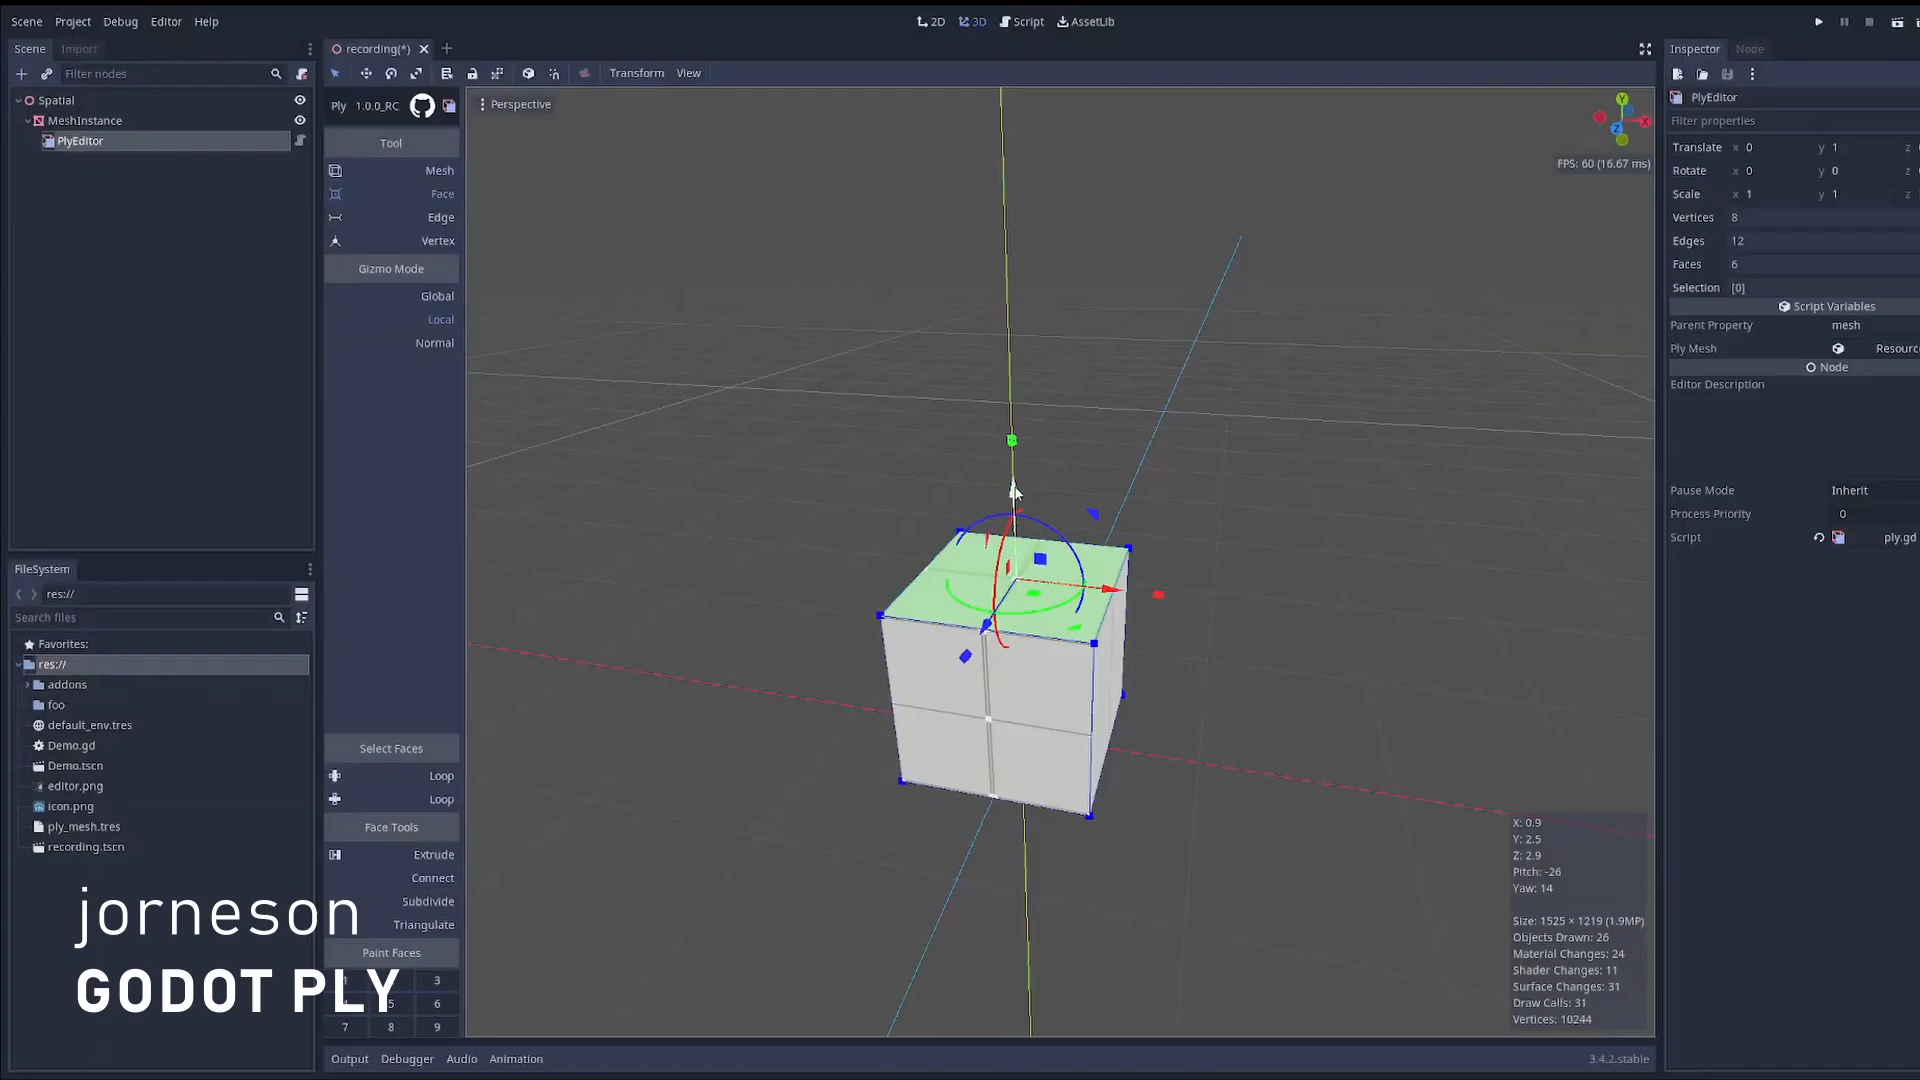 Scene Project Debug Editor Help
2D 3D Script AssetLib
Scene Import
Filter nodes
Spatial
MeshInstance
PlyEditor
FileSystem
res://
Search files
Favorites:
res://
addons
foo
default_env.tres
Demo.gd
Demo.tscn
editor.png
icon.png
ply_mesh.tres
recording.tscn
jorneson
GODOT PLY
recording(*)
Transform View
Ply 1.0.0_RC
Tool
Mesh
Face
Edge
Vertex
Gizmo Mode
Global
Local
Normal
Select Faces
Loop
Loop
Face Tools
Extrude
Connect
Subdivide
Triangulate
Paint Faces
3
5 6
7 8 9
Perspective
Y
X
Z
FPS: 60 (16.67 ms)
X: 0.9
Y: 2.5
Z: 2.9
Pitch: -26
Yaw: 14
Size: 1525 × 1219 (1.9MP)
Objects Drawn: 26
Material Changes: 24
Shader Changes: 11
Surface Changes: 31
Draw Calls: 31
Vertices: 10244
Output Debugger Audio Animation
3.4.2.stable
Inspector Node
PlyEditor
Filter properties
Translate x 0 y 1 z
Rotate x 0 y 0 z
Scale x 1 y 1 z
Vertices 8
Edges 12
Faces 6
Selection [0]
Script Variables
Parent Property mesh
Ply Mesh Resourc
Node
Editor Description
Pause Mode Inherit
Process Priority 0
Script ply.gd